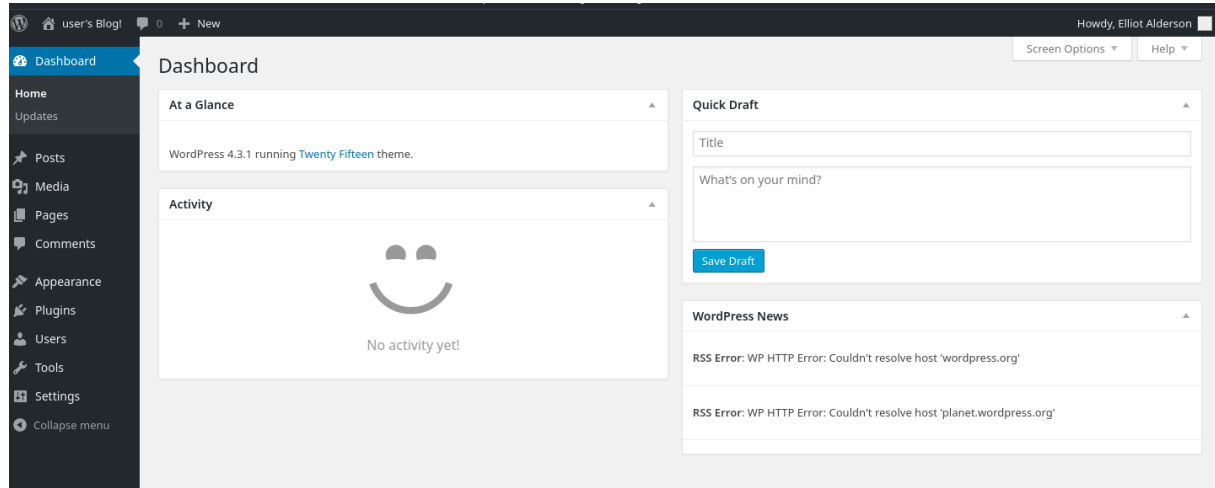 user's Blog! 0 + New Howdy, Elliot Alderson
Screen Options Help
Dashboard
Home
Updates
Posts
Media
Pages
Comments
Appearance
Plugins
Users
Tools
Settings
Collapse menu
Dashboard
At a Glance
WordPress 4.3.1 running Twenty Fifteen theme.
Activity
No activity yet!
Quick Draft
Title
What's on your mind?
Save Draft
WordPress News
RSS Error: WP HTTP Error: Couldn't resolve host 'wordpress.org'
RSS Error: WP HTTP Error: Couldn't resolve host 'planet.wordpress.org'